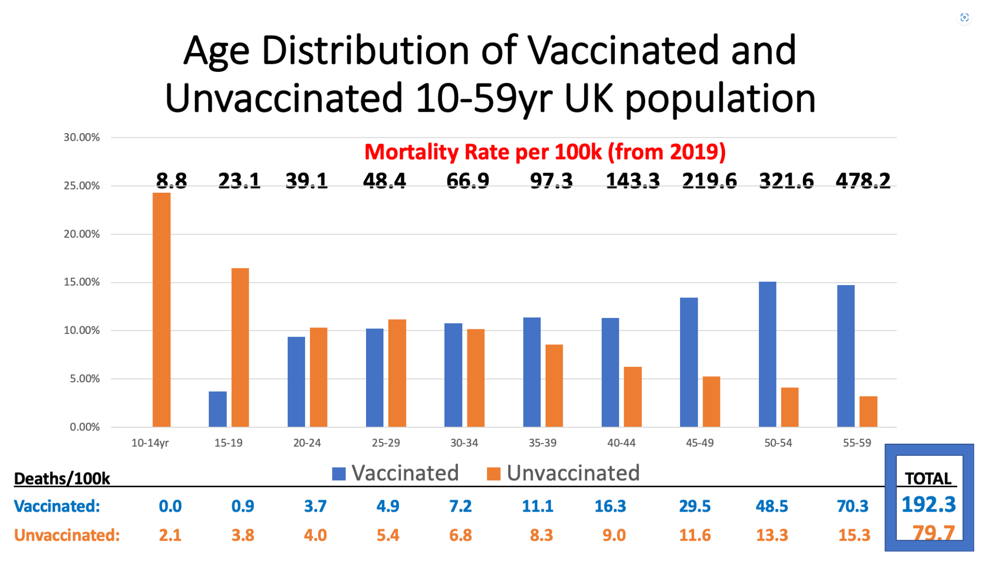 Age Distribution of Vaccinated and
Unvaccinated 10-59yr UK population
30.00%
Mortality Rate per 100k (from 2019)
8.8 23.1 39.1 48.4 66.9 97.3 143.3 219.6 321.6 478.2
25.00%
20.00%
15.00%
10.00%
5.00%
0.00%
10-14yr 15-19 20-24 25-29 30-34 35-39 40-44 45-49 50-54 55-59
Vaccinated Unvaccinated
Deaths/100k TOTAL
Vaccinated: 0.0 0.9 3.7 4.9 7.2 11.1 16.3 29.5 48.5 70.3 192.3
Unvaccinated: 2.1 3.8 4.0 5.4 6.8 8.3 9.0 11.6 13.3 15.3 79.7